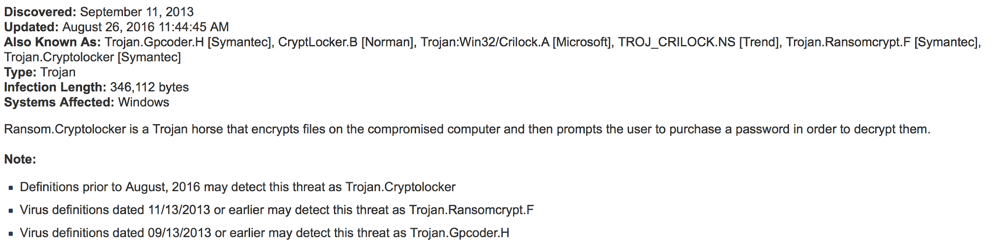 Discovered: September 11, 2013
Updated: August 26, 2016 11:44:45 AM
Also Known As: Trojan.Gpcoder.H [Symantec], CryptLocker.B [Norman], Trojan:Win32/Crilock.A [Microsoft], TROJ_CRILOCK.NS [Trend], Trojan.Ransomcrypt.F [Symantec],
Trojan.Cryptolocker [Symantec]
Type: Trojan
Infection Length: 346,112 bytes
Systems Affected: Windows
Ransom.Cryptolocker is a Trojan horse that encrypts files on the compromised computer and then prompts the user to purchase a password in order to decrypt them.
Note:
▪ Definitions prior to August, 2016 may detect this threat as Trojan.Cryptolocker
▪ Virus definitions dated 11/13/2013 or earlier may detect this threat as Trojan.Ransomcrypt.F
▪ Virus definitions dated 09/13/2013 or earlier may detect this threat as Trojan.Gpcoder.H